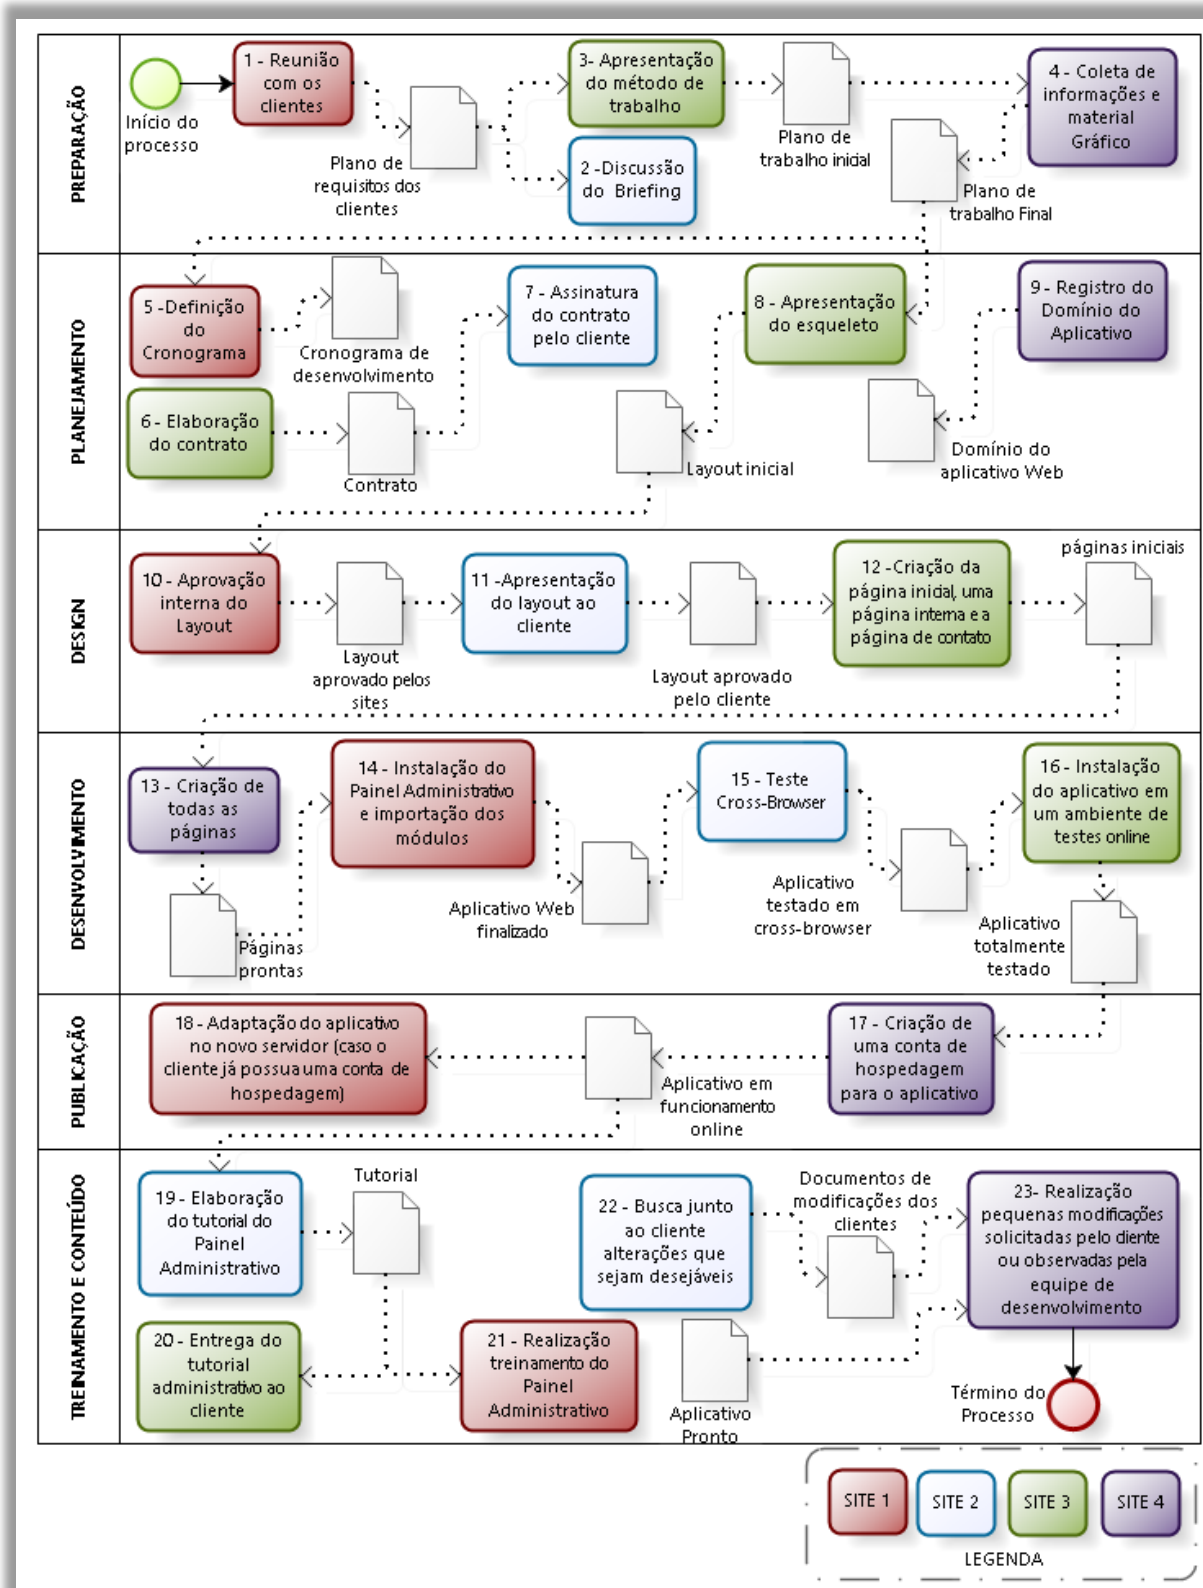 PREPARAÇÃO
Início do
processo
1 - Reunião
com os
clientes
Plano de
requisitos dos
clientes
3- Apresentação
do método de
trabalho
2 -Discussão
do Briefing
Plano de
trabalho inicial
4 - Coleta de
informações e
material
Gráfico
Plano de
trabalho Final
PLANEJAMENTO
5 -Definição
do
Cronograma
Cronograma de
desenvolvimento
6 - Elaboração
do contrato
Contrato
7 - Assinatura
do contrato
pelo cliente
8 - Apresentação
do esqueleto
Layout inicial
9 - Registro do
Domínio do
Aplicativo
Domínio do
aplicativo Web
DESIGN
10 - Aprovação
interna do
Layout
Layout
aprovado pelos
sites
11 -Apresentação
do layout ao
cliente
Layout aprovado
pelo cliente
12 -Criação da
página inicial, uma
página interna e a
página de contato
páginas iniciais
DESENVOLVIMENTO
13 - Criação de
todas as
páginas
Páginas
prontas
14 - Instalação do
Painel Administrativo
e importação dos
módulos
Aplicativo Web
finalizado
15 - Teste
Cross-Browser
Aplicativo
testado em
cross-browser
16 - Instalação
do aplicativo em
um ambiente de
testes online
Aplicativo
totalmente
testado
PUBLICAÇÃO
18 - Adaptação do aplicativo
no novo servidor (caso o
cliente já possua uma conta de
hospedagem)
Aplicativo em
funcionamento
online
17 - Criação de
uma conta de
hospedagem
para o aplicativo
TREINAMENTO E CONTEÚDO
19 - Elaboração
do tutorial do
Painel
Administrativo
Tutorial
20 - Entrega do
tutorial
administrativo ao
cliente
21 - Realização
treinamento do
Painel
Administrativo
22 - Busca junto
ao cliente
alterações que
sejam desejáveis
Documentos de
modificações dos
clientes
Aplicativo
Pronto
23- Realização
pequenas modificações
solicitadas pelo cliente
ou observadas pela
equipe de
desenvolvimento
Término do
Processo
SITE 1
SITE 2
SITE 3
SITE 4
LEGENDA